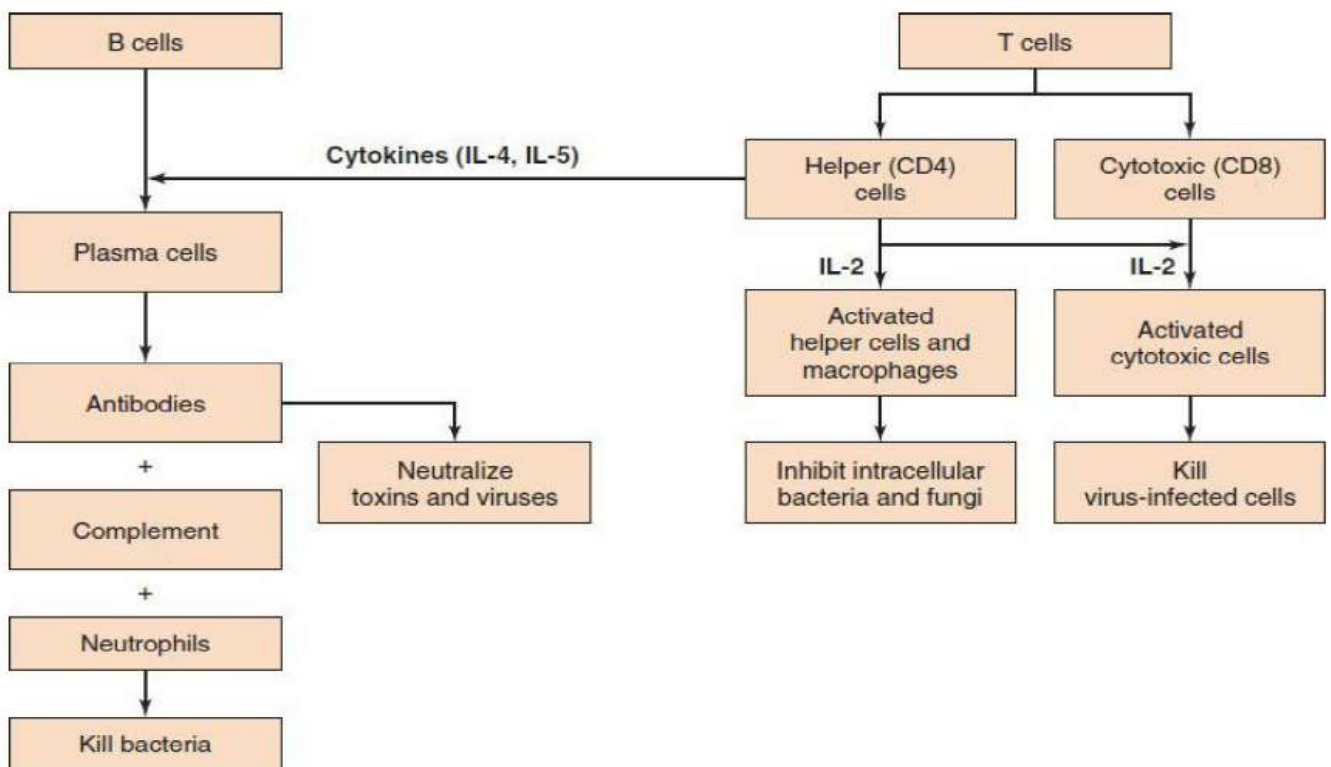 B cells
T cells
Cytokines (IL-4, IL-5)
Helper (CD4)
cells
Cytotoxic (CD8)
cells
Plasma cells
IL-2
IL-2
Activated
helper cells and
macrophages
Activated
cytotoxic cells
Antibodies
+
Neutralize
toxins and viruses
Inhibit intracellular
bacteria and fungi
Kill
virus-infected cells
Complement
+
Neutrophils
Kill bacteria